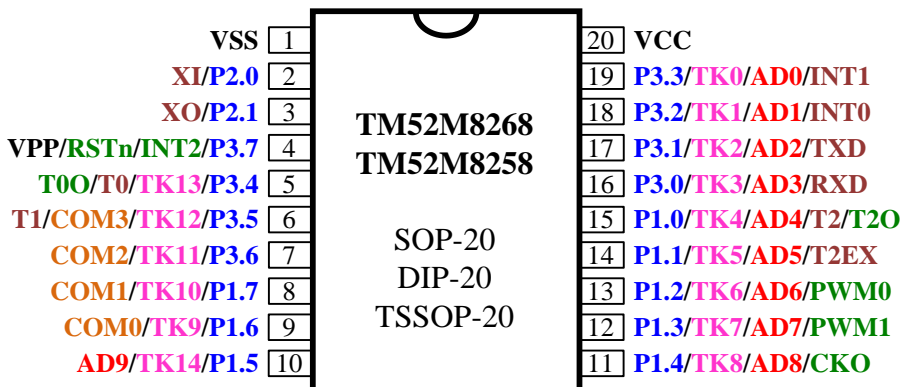 VSS 1 20 VCC
XI/P2.0 2 19 P3.3/TK0/AD0/INT1
XO/P2.1 3 18 P3.2/TK1/AD1/INT0
VPP/RSTn/INT2/P3.7 4 17 P3.1/TK2/AD2/TXD
T0O/T0/TK13/P3.4 5 16 P3.0/TK3/AD3/RXD
T1/COM3/TK12/P3.5 6 15 P1.0/TK4/AD4/T2/T2O
COM2/TK11/P3.6 7 14 P1.1/TK5/AD5/T2EX
COM1/TK10/P1.7 8 13 P1.2/TK6/AD6/PWM0
COM0/TK9/P1.6 9 12 P1.3/TK7/AD7/PWM1
AD9/TK14/P1.5 10 11 P1.4/TK8/AD8/CKO
TM52M8268
TM52M8258
SOP-20
DIP-20
TSSOP-20